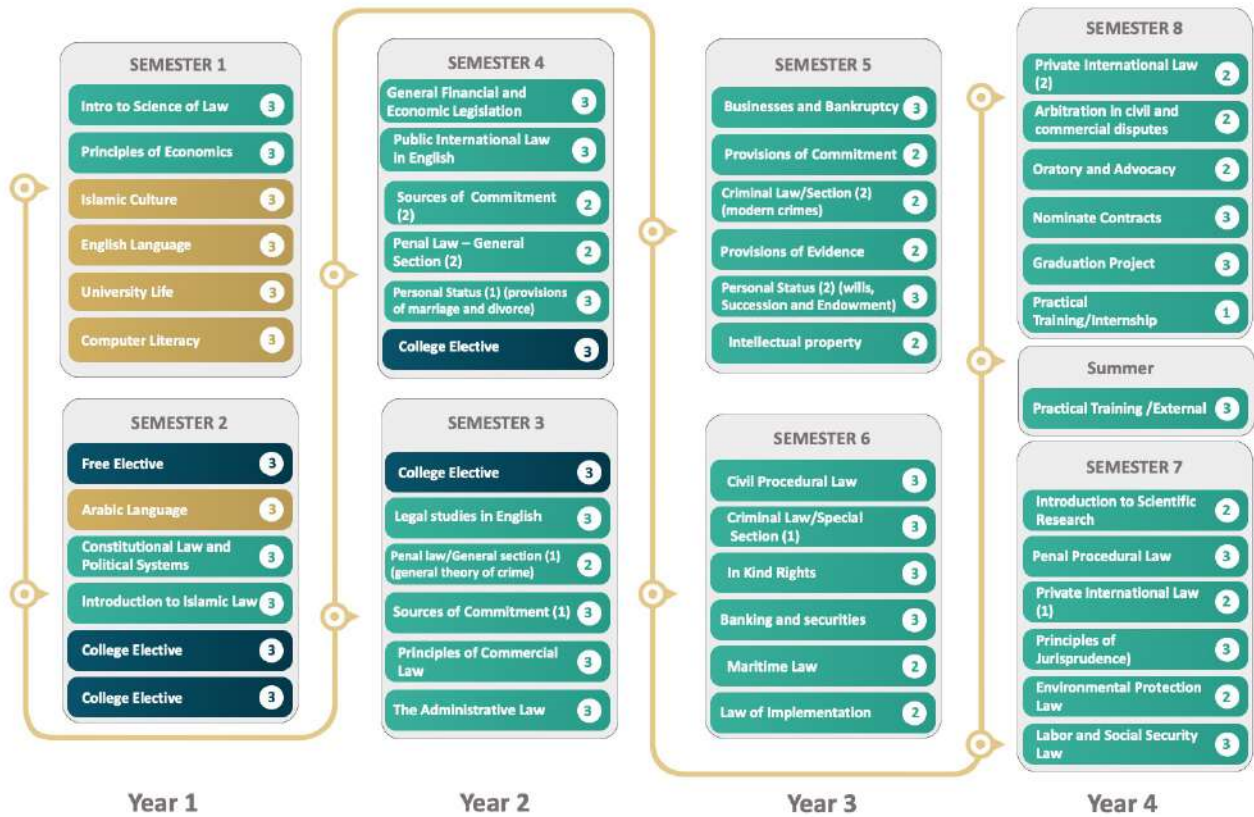 SEMESTER 1
Intro to Science of Law 3
Principles of Economics 3
Islamic Culture 3
English Language 3
University Life 3
Computer Literacy 3
SEMESTER 2
Free Elective 3
Arabic Language 3
Constitutional Law and
Political Systems 3
Introduction to Islamic Law 3
College Elective 3
College Elective 3
Year 1
SEMESTER 4
General Financial and
Economic Legislation 3
Public International Law
in English 3
Sources of Commitment
(2) 2
Penal Law – General
Section (2) 2
Personal Status (1) (provisions
of marriage and divorce) 3
College Elective 3
SEMESTER 3
College Elective 3
Legal studies in English 3
Penal law/General section (1)
(general theory of crime) 2
Sources of Commitment (1) 3
Principles of Commercial
Law 3
The Administrative Law 3
Year 2
SEMESTER 5
Businesses and Bankruptcy 3
Provisions of Commitment 2
Criminal Law/Section (2)
(modern crimes) 2
Provisions of Evidence 2
Personal Status (2) (wills,
Succession and Endowment) 3
Intellectual property 2
SEMESTER 6
Civil Procedural Law 3
Criminal Law/Special
Section (1) 3
In Kind Rights 3
Banking and securities 3
Maritime Law 2
Law of Implementation 2
Year 3
SEMESTER 8
Private International Law
(2) 2
Arbitration in civil and
commercial disputes 2
Oratory and Advocacy 2
Nominate Contracts 3
Graduation Project 3
Practical
Training/Internship 1
Summer
Practical Training /External 3
SEMESTER 7
Introduction to Scientific
Research 2
Penal Procedural Law 3
Private International Law
(1) 2
Principles of
Jurisprudence) 3
Environmental Protection
Law 2
Labor and Social Security
Law 3
Year 4